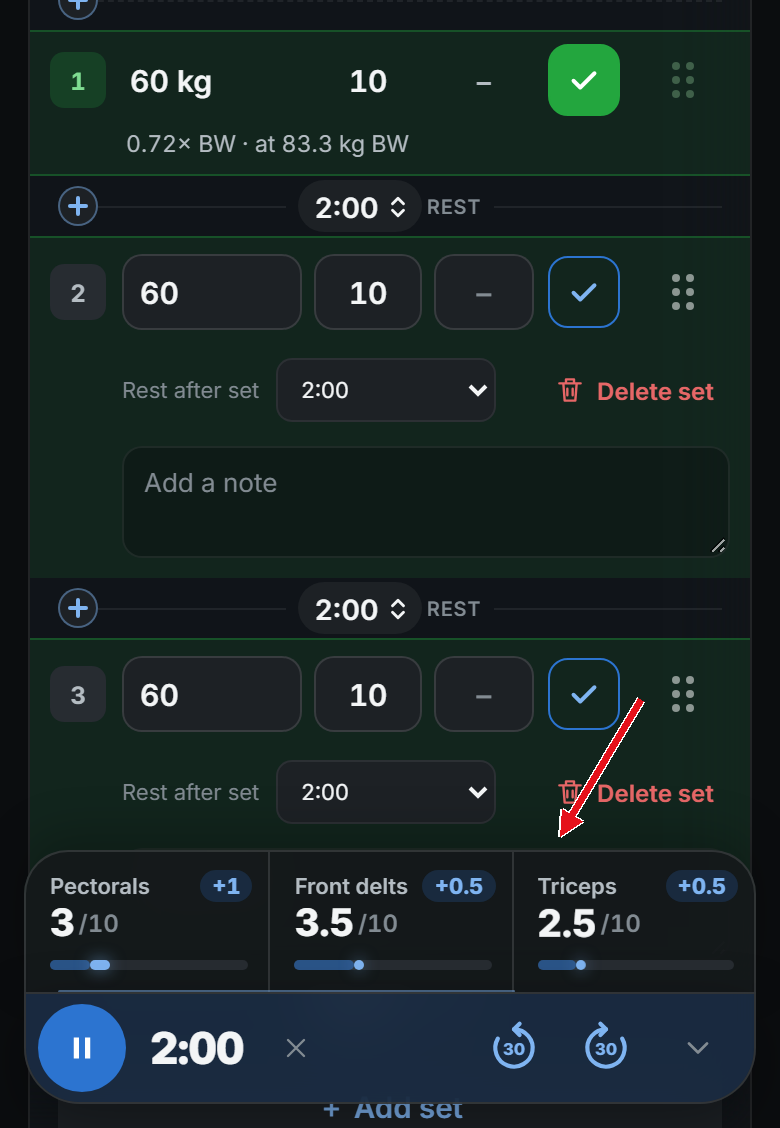 1 60 kg 10 –
0.72× BW · at 83.3 kg BW
2:00 REST
2 60 10 –
Rest after set 2:00 Delete set
Add a note
2:00 REST
3 60 10 –
Rest after set 2:00 Delete set
Pectorals +1 Front delts +0.5 Triceps +0.5
3/10 3.5/10 2.5/10
2:00 30 30
+ Add set